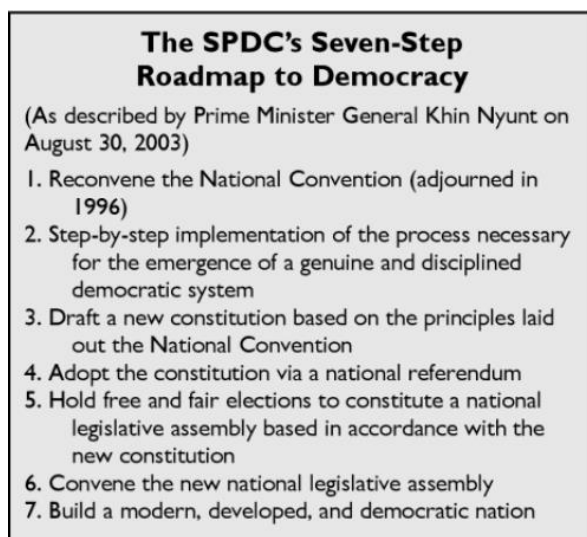 The SPDC's Seven-Step
Roadmap to Democracy
(As described by Prime Minister General Khin Nyunt on
August 30, 2003)
1. Reconvene the National Convention (adjourned in
1996)
2. Step-by-step implementation of the process necessary
for the emergence of a genuine and disciplined
democratic system
3. Draft a new constitution based on the principles laid
out the National Convention
4. Adopt the constitution via a national referendum
5. Hold free and fair elections to constitute a national
legislative assembly based in accordance with the
new constitution
6. Convene the new national legislative assembly
7. Build a modern, developed, and democratic nation